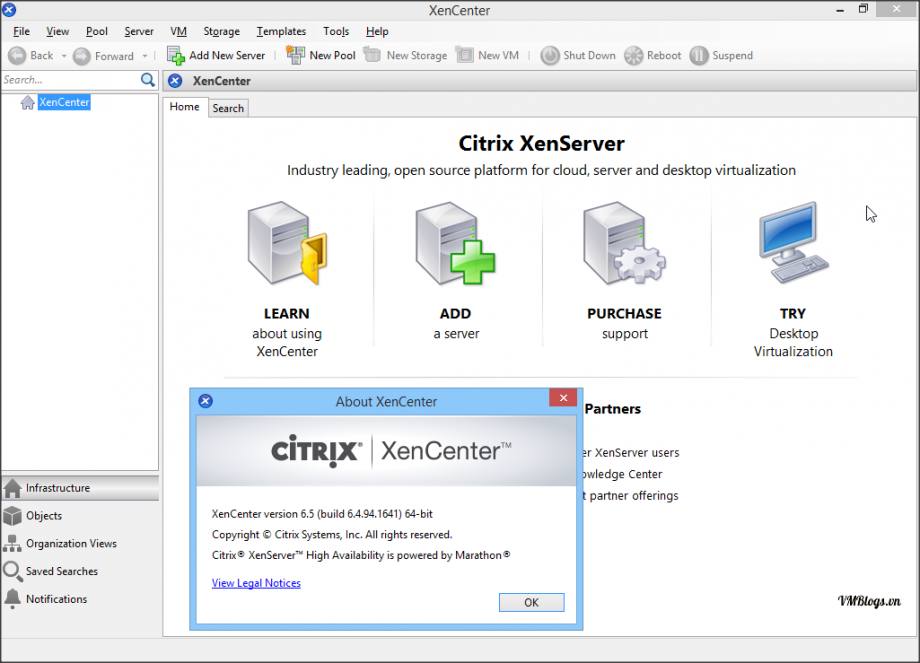 XenCenter
File View Pool Server VM Storage Templates Tools Help
Back Forward Add New Server New Pool New Storage New VM Shut Down Reboot Suspend
Search...
XenCenter
XenCenter
Home Search
Citrix XenServer
Industry leading, open source platform for cloud, server and desktop virtualization
LEARN
about using
XenCenter
ADD
a server
PURCHASE
support
TRY
Desktop
Virtualization
Partners
er XenServer users
owledge Center
t partner offerings
About XenCenter
CITRIX® XenCenter™
XenCenter version 6.5 (build 6.4.94.1641) 64-bit
Copyright © Citrix Systems, Inc. All rights reserved.
Citrix® XenServer™ High Availability is powered by Marathon®
View Legal Notices
OK
Infrastructure
Objects
Organization Views
Saved Searches
Notifications
VMBlogs.vn